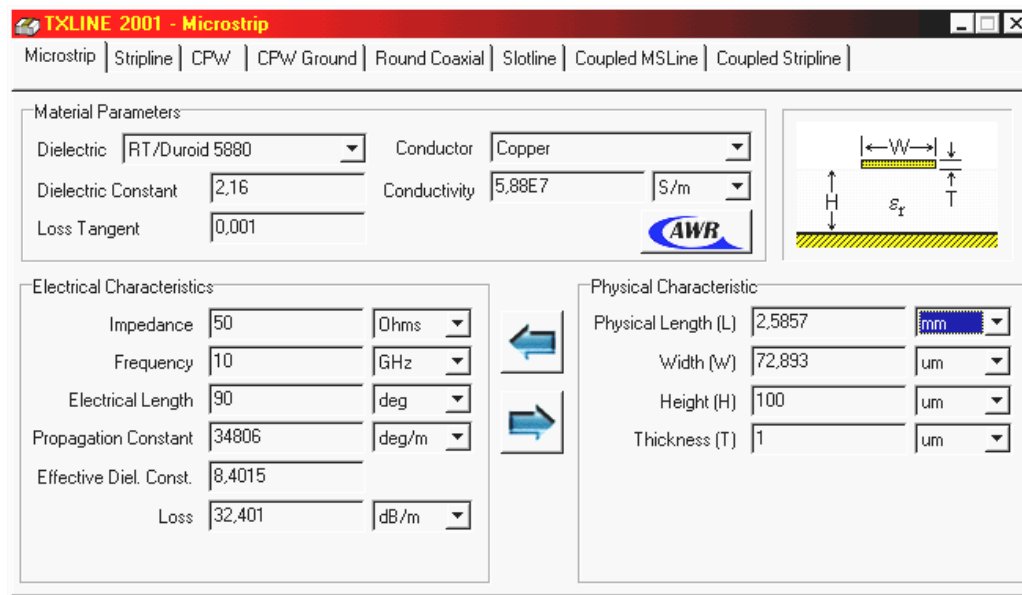 TXLINE 2001 - Microstrip
Microstrip Stripline CPW CPW Ground Round Coaxial Slotline Coupled MSLine Coupled Stripline
Material Parameters
Dielectric RT/Duroid 5880 Conductor Copper
Dielectric Constant 2,16 Conductivity 5,88E7 S/m
Loss Tangent 0,001
AWR
W
H
εr
T
Electrical Characteristics
Impedance 50 Ohms
Frequency 10 GHz
Electrical Length 90 deg
Propagation Constant 34806 deg/m
Effective Diel. Const. 8,4015
Loss 32,401 dB/m
Physical Characteristic
Physical Length (L) 2,5857 mm
Width (W) 72,893 um
Height (H) 100 um
Thickness (T) 1 um